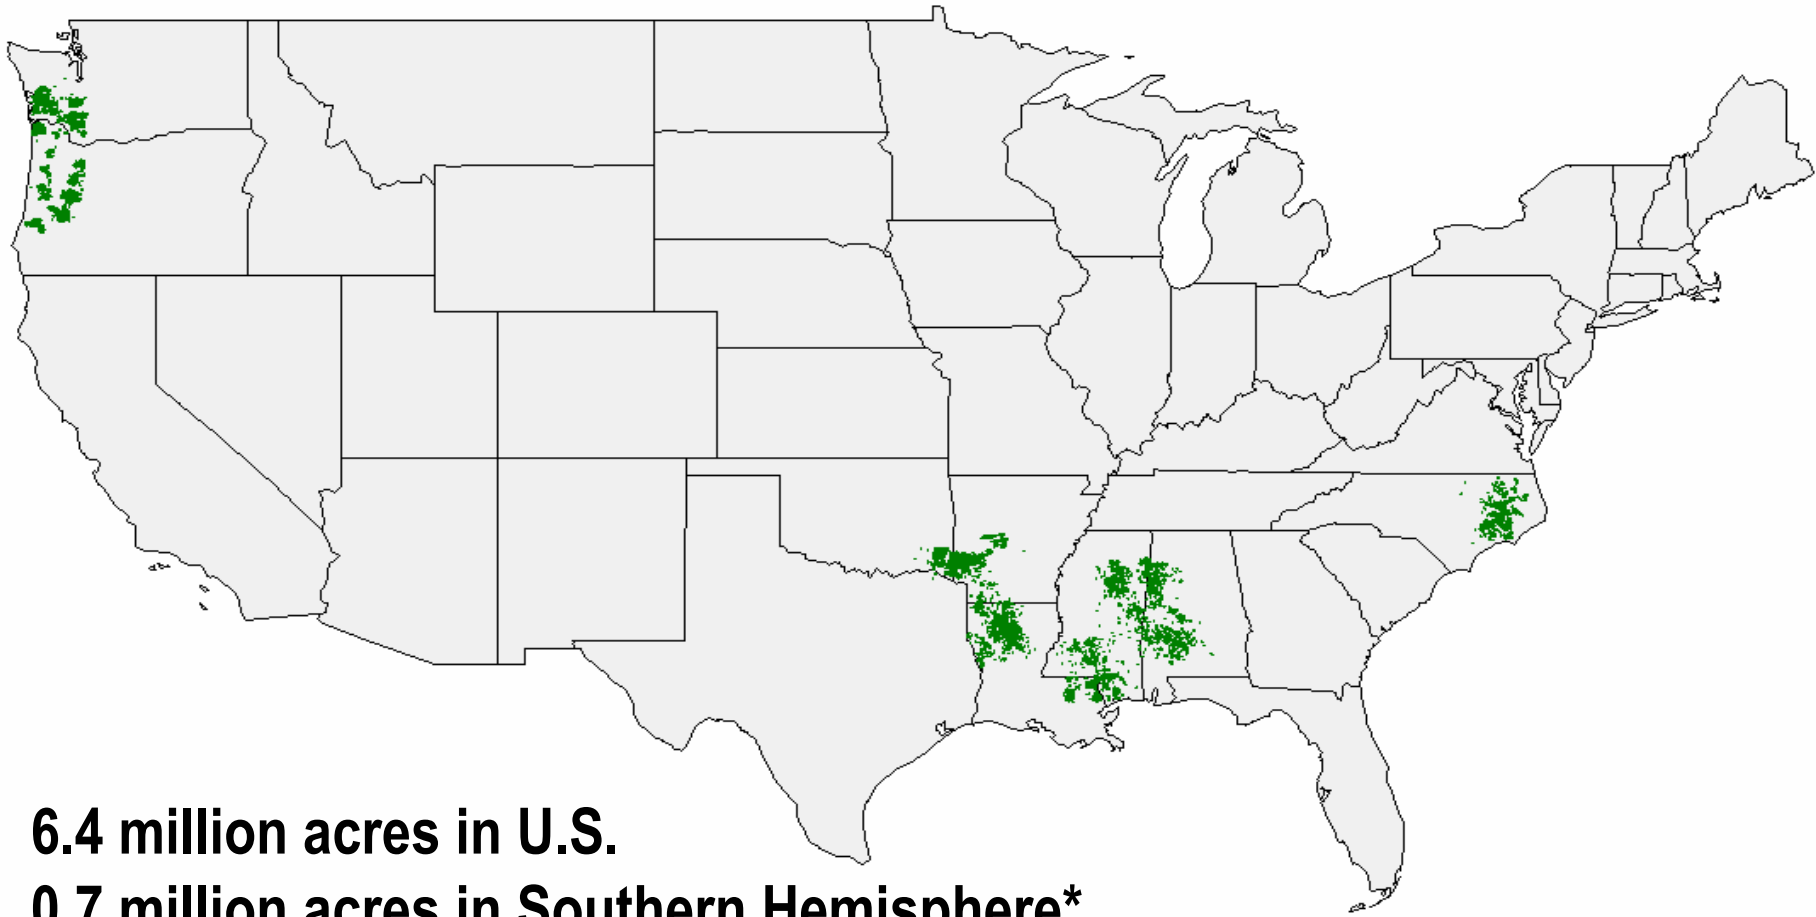 6.4 million acres in U.S.
0.7 million acres in Southern Hemisphere*